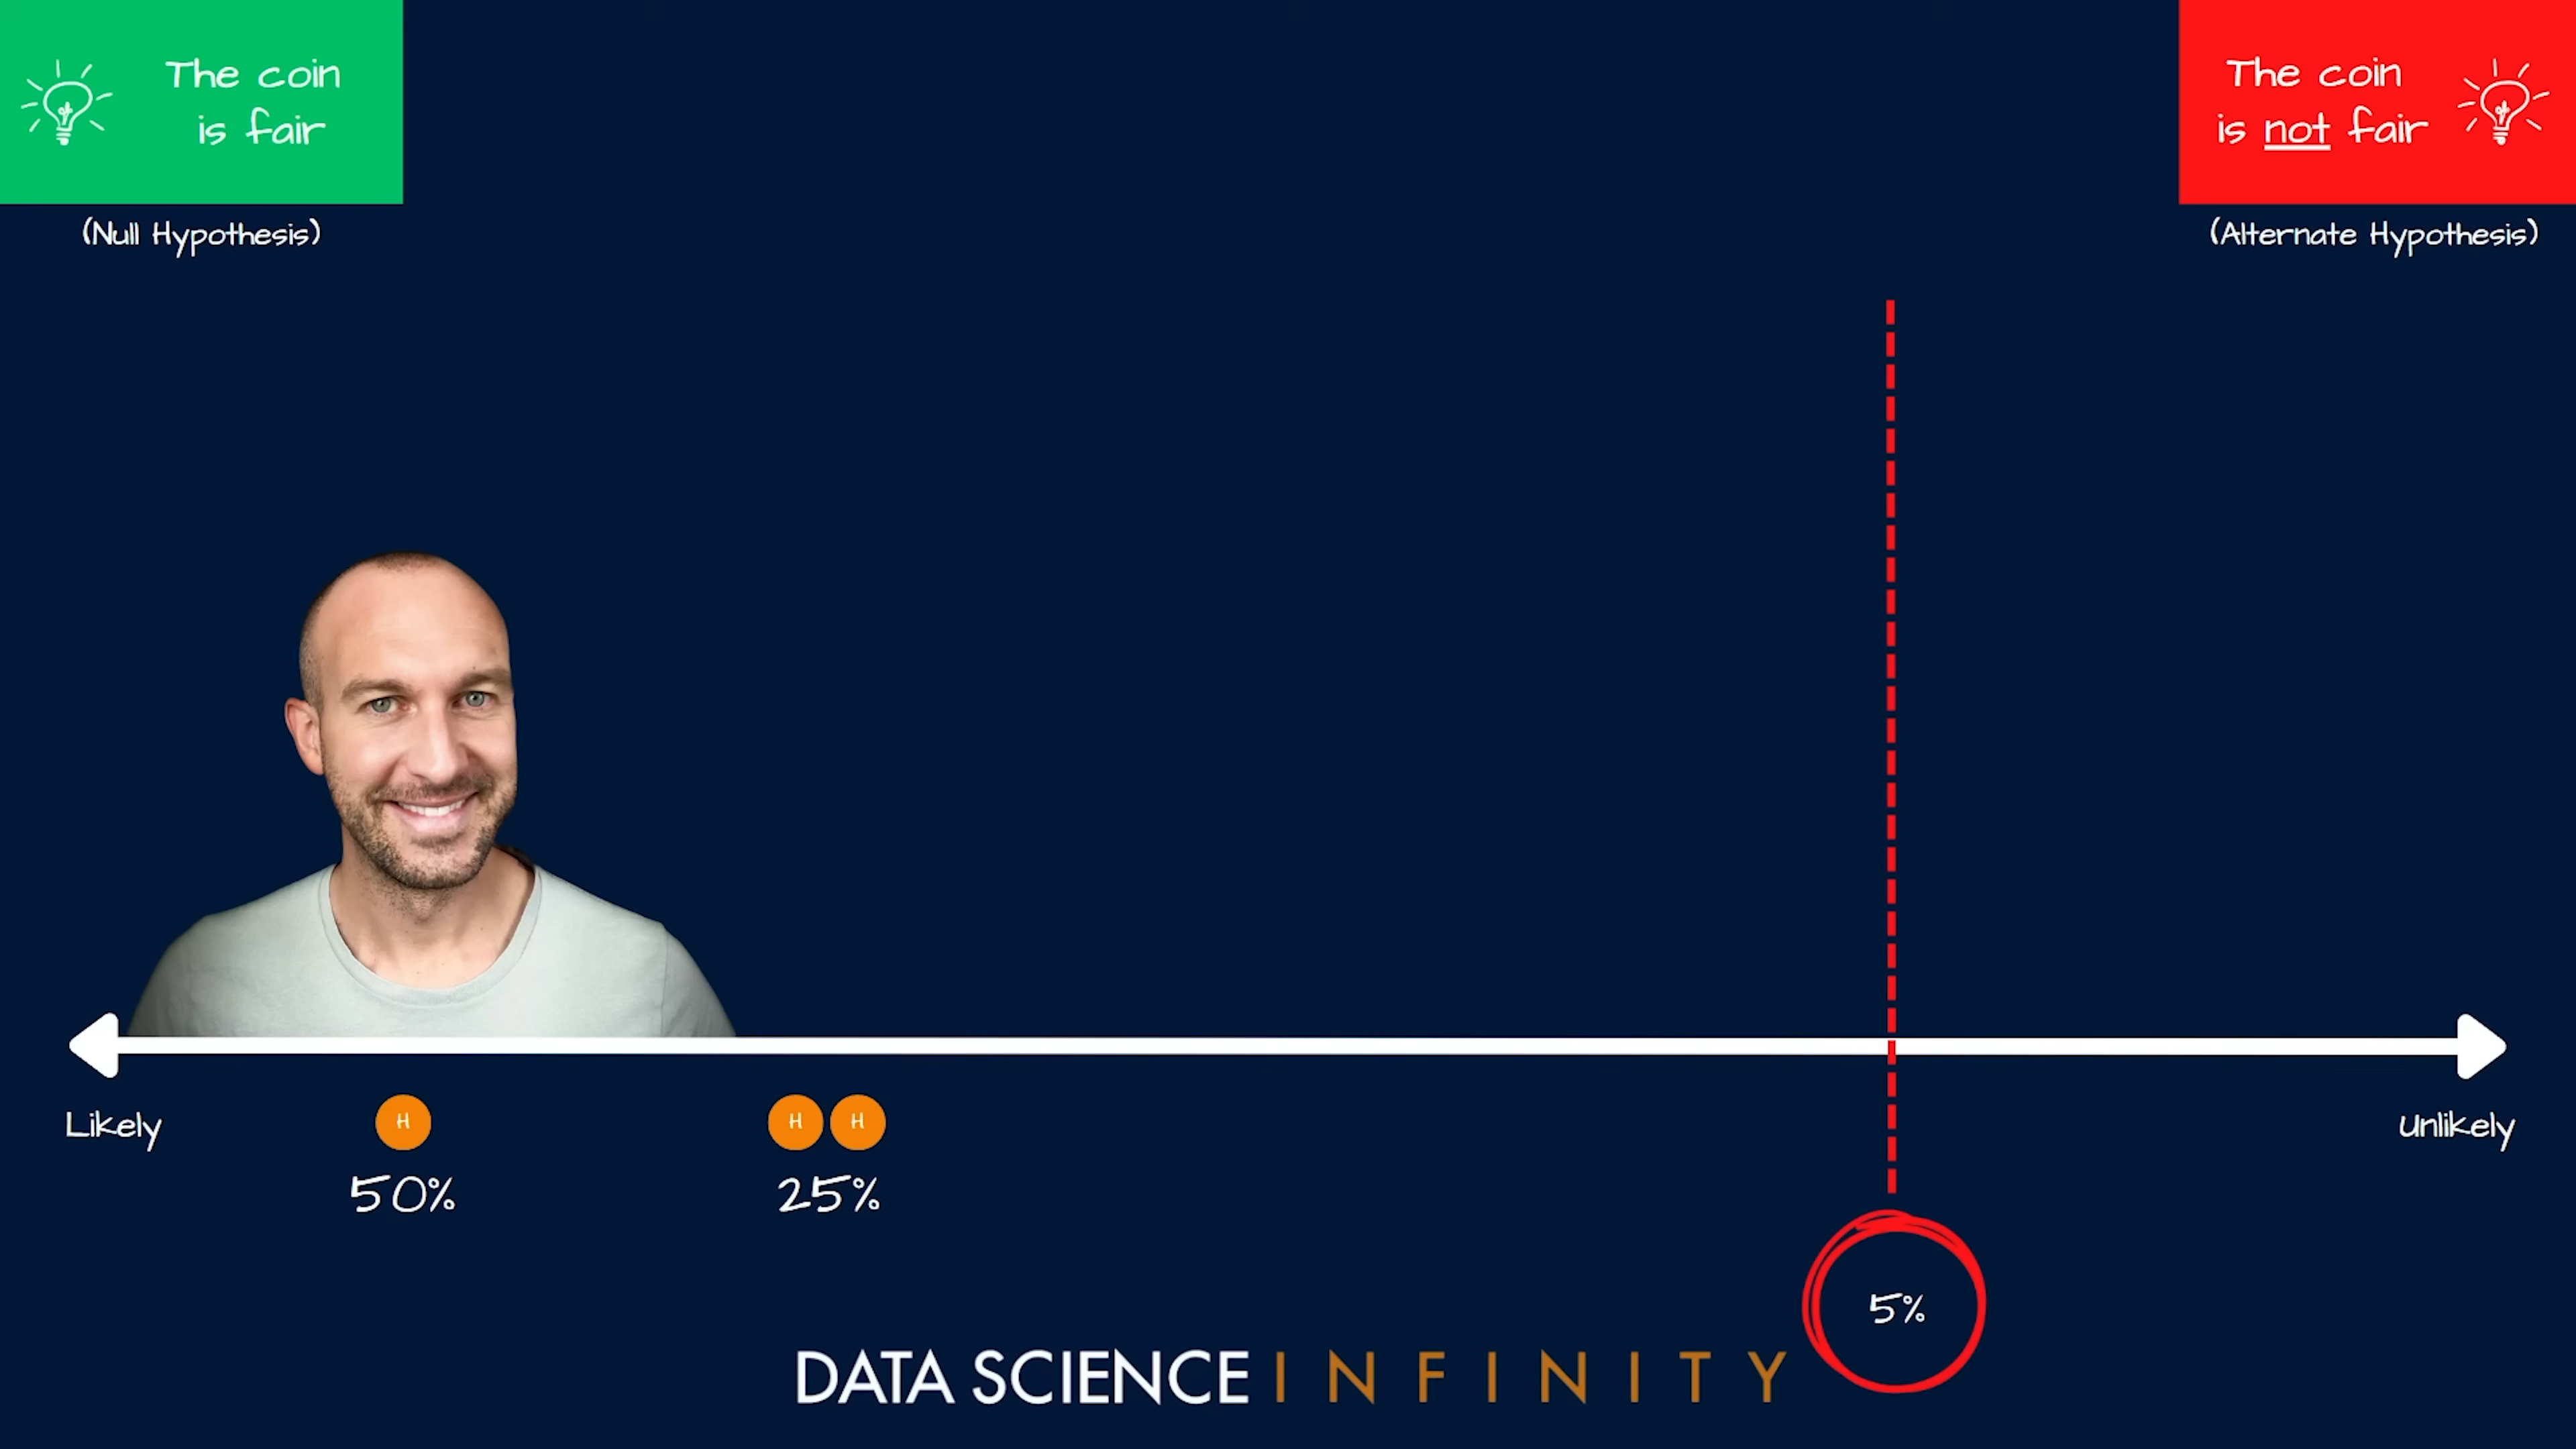 The coin
is fair
(Null Hypothesis)
The coin
is not fair
(Alternate Hypothesis)
Likely
H
H H
Unlikely
50%
25%
5%
DATA SCIENCE INFINITY